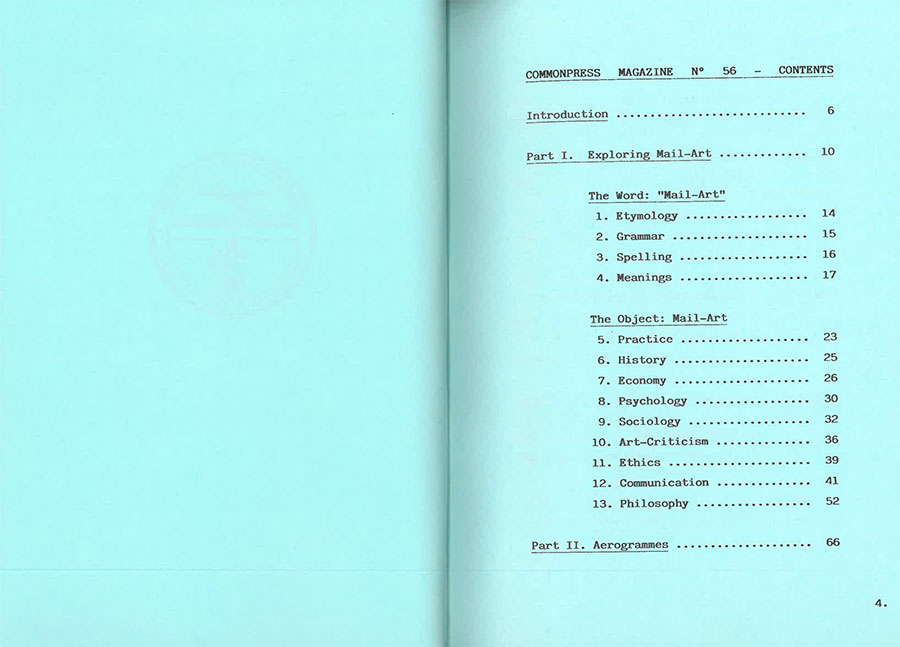 COMMONPRESS MAGAZINE Nº 56 - CONTENTS
Introduction ............................ 6
Part I. Exploring Mail-Art ............. 10
The Word: "Mail-Art"
1. Etymology .................. 14
2. Grammar .................... 15
3. Spelling ................... 16
4. Meanings ................... 17
The Object: Mail-Art
5. Practice ................... 23
6. History .................... 25
7. Economy .................... 26
8. Psychology ................. 30
9. Sociology .................. 32
10. Art-Criticism .............. 36
11. Ethics ..................... 39
12. Communication .............. 41
13. Philosophy ................. 52
Part II. Aerogrammes .................... 66
4.